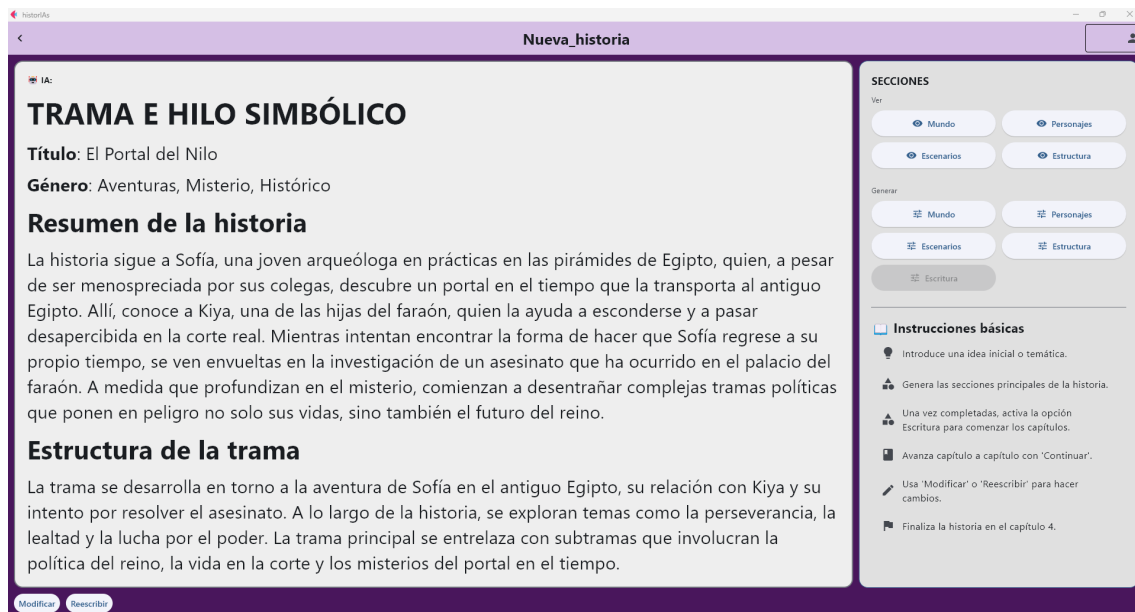 historIAs
Nueva_historia
IA:
TRAMA E HILO SIMBÓLICO
Título: El Portal del Nilo
Género: Aventuras, Misterio, Histórico
Resumen de la historia
La historia sigue a Sofía, una joven arqueóloga en prácticas en las pirámides de Egipto, quien, a pesar
de ser menospreciada por sus colegas, descubre un portal en el tiempo que la transporta al antiguo
Egipto. Allí, conoce a Kiya, una de las hijas del faraón, quien la ayuda a esconderse y a pasar
desapercibida en la corte real. Mientras intentan encontrar la forma de hacer que Sofía regrese a su
propio tiempo, se ven envueltas en la investigación de un asesinato que ha ocurrido en el palacio del
faraón. A medida que profundizan en el misterio, comienzan a desentrañar complejas tramas políticas
que ponen en peligro no solo sus vidas, sino también el futuro del reino.
Estructura de la trama
La trama se desarrolla en torno a la aventura de Sofía en el antiguo Egipto, su relación con Kiya y su
intento por resolver el asesinato. A lo largo de la historia, se exploran temas como la perseverancia, la
lealtad y la lucha por el poder. La trama principal se entrelaza con subtramas que involucran la
política del reino, la vida en la corte y los misterios del portal en el tiempo.
Modificar Reescribir
SECCIONES
Ver
Mundo Personajes
Escenarios Estructura
Generar
Mundo Personajes
Escenarios Estructura
Escritura
Instrucciones básicas
Introduce una idea inicial o temática.
Genera las secciones principales de la historia.
Una vez completadas, activa la opción
Escritura para comenzar los capítulos.
Avanza capítulo a capítulo con 'Continuar'.
Usa 'Modificar' o 'Reescribir' para hacer
cambios.
Finaliza la historia en el capítulo 4.